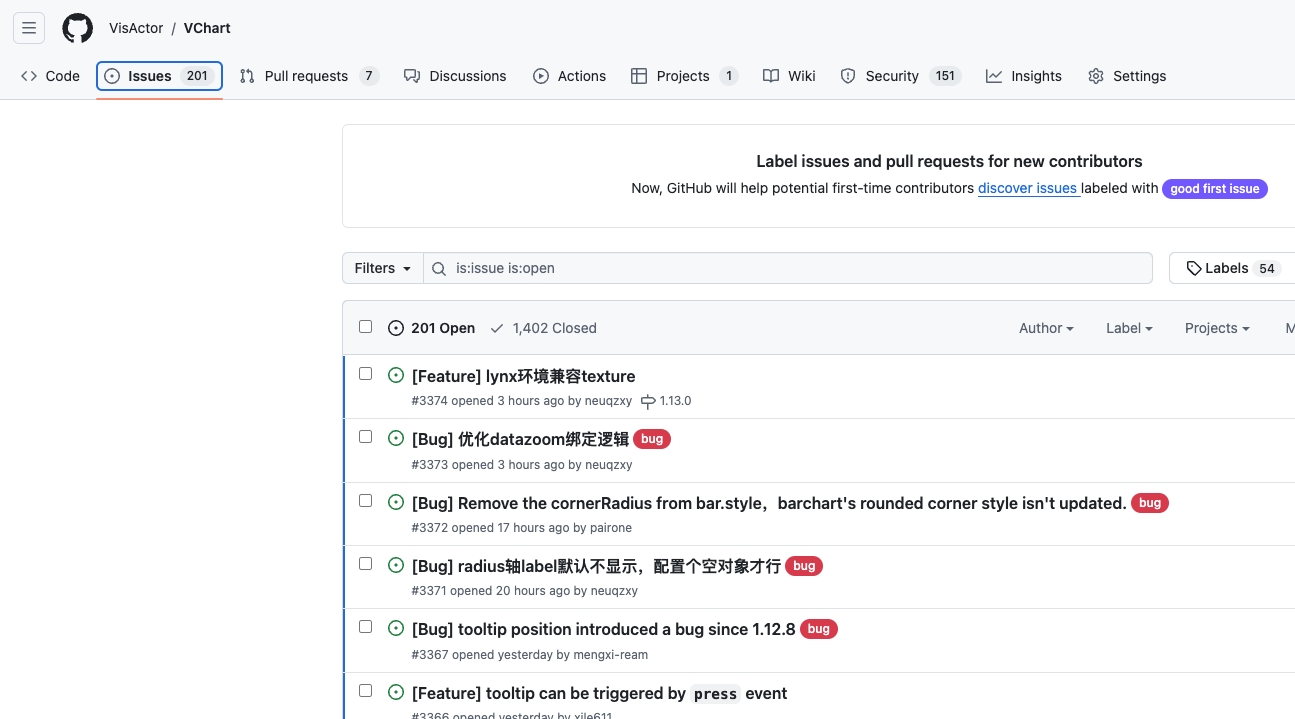 VisActor / VChart
Code Issues 201 Pull requests 7 Discussions Actions Projects 1 Wiki Security 151 Insights Settings
Label issues and pull requests for new contributors
Now, GitHub will help potential first-time contributors discover issues labeled with good first issue
Filters is:issue is:open Labels 54
201 Open 1,402 Closed Author Label Projects M
[Feature] lynx环境兼容texture
#3374 opened 3 hours ago by neuqzxy 1.13.0
[Bug] 优化datazoom绑定逻辑 bug
#3373 opened 3 hours ago by neuqzxy
[Bug] Remove the cornerRadius from bar.style，barchart's rounded corner style isn't updated. bug
#3372 opened 17 hours ago by pairone
[Bug] radius轴label默认不显示，配置个空对象才行 bug
#3371 opened 20 hours ago by neuqzxy
[Bug] tooltip position introduced a bug since 1.12.8 bug
#3367 opened yesterday by mengxi-ream
[Feature] tooltip can be triggered by press event
#3366 opened yesterday by xile611